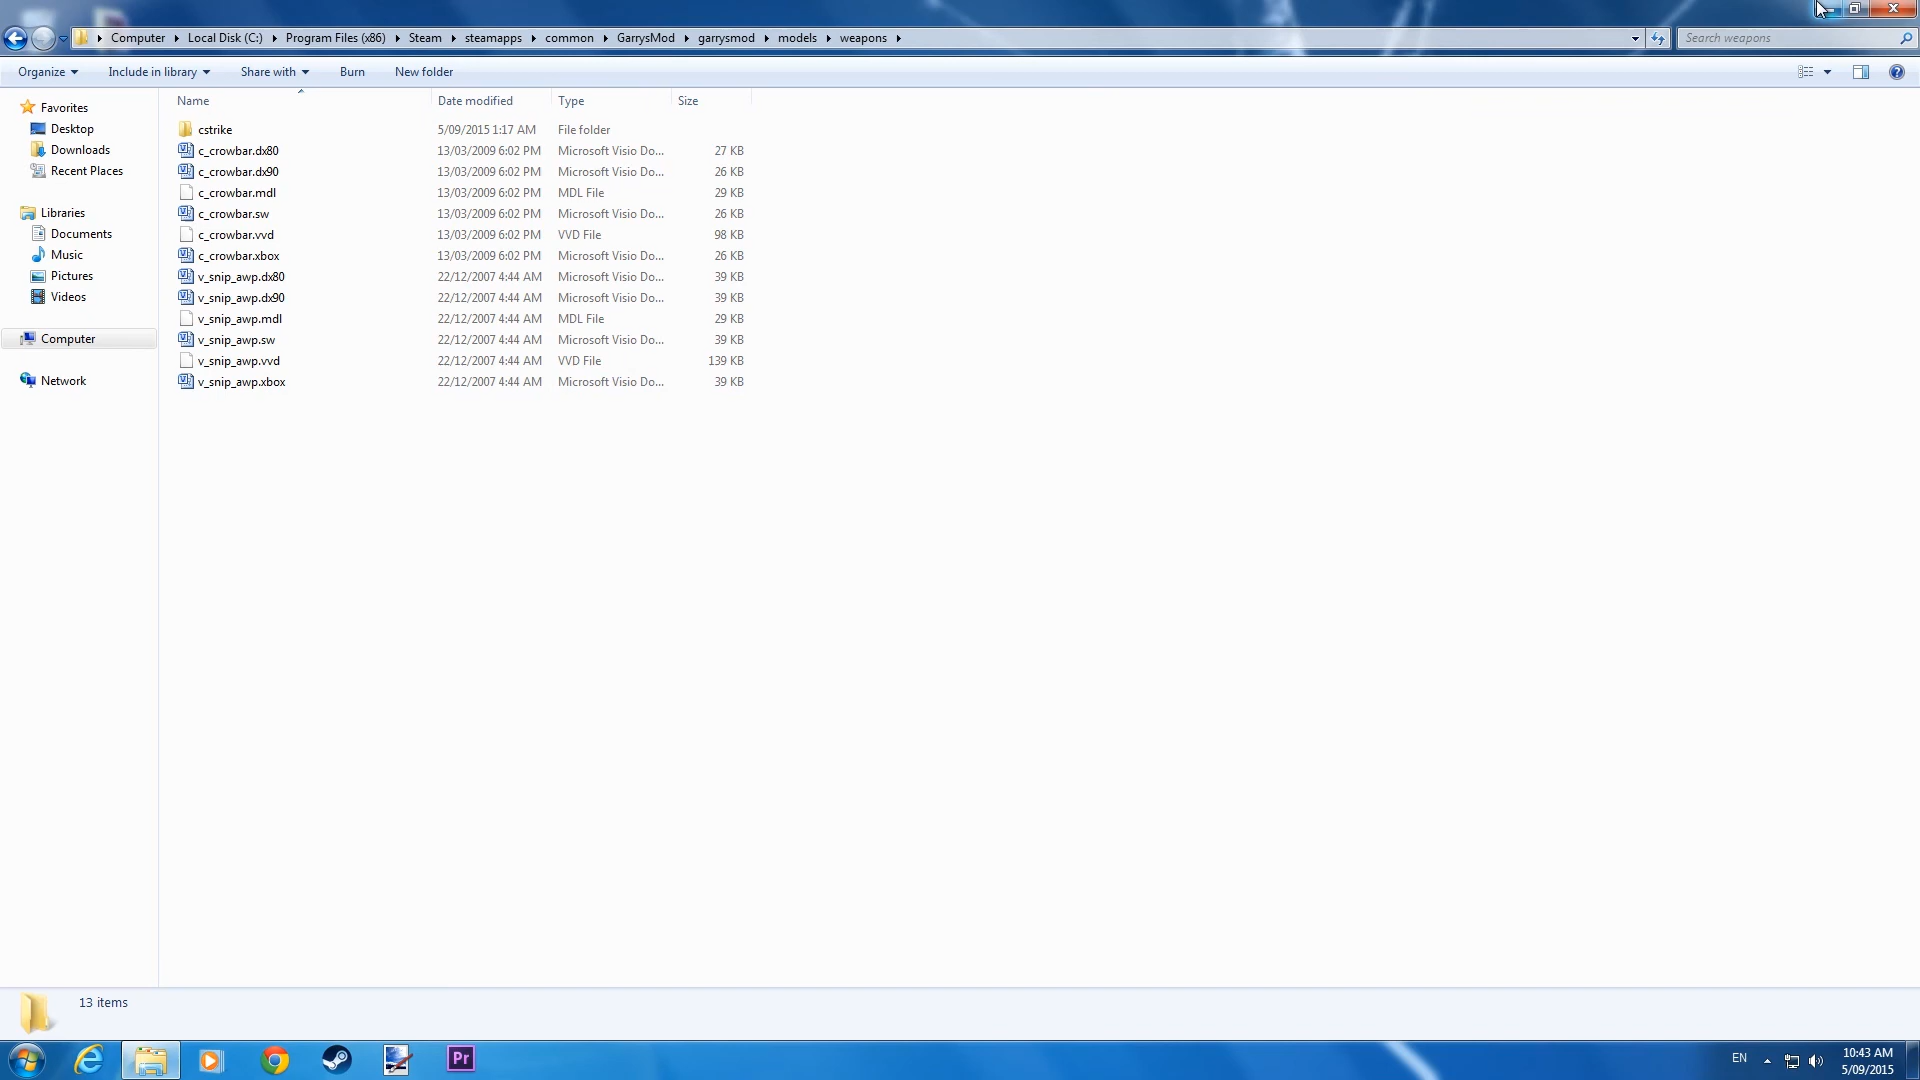 Computer Local Disk (C:) Program Files (x86) Steam steamapps common GarrysMod garrysmod models weapons Search weapons
Organize Include in library Share with Burn New folder
Name Date modified Type Size
Favorites
Desktop
Downloads
Recent Places
Libraries
Documents
Music
Pictures
Videos
Computer
Network
cstrike 5/09/2015 1:17 AM File folder
c_crowbar.dx80 13/03/2009 6:02 PM Microsoft Visio Do... 27 KB
c_crowbar.dx90 13/03/2009 6:02 PM Microsoft Visio Do... 26 KB
c_crowbar.mdl 13/03/2009 6:02 PM MDL File 29 KB
c_crowbar.sw 13/03/2009 6:02 PM Microsoft Visio Do... 26 KB
c_crowbar.vvd 13/03/2009 6:02 PM VVD File 98 KB
c_crowbar.xbox 13/03/2009 6:02 PM Microsoft Visio Do... 26 KB
v_snip_awp.dx80 22/12/2007 4:44 AM Microsoft Visio Do... 39 KB
v_snip_awp.dx90 22/12/2007 4:44 AM Microsoft Visio Do... 39 KB
v_snip_awp.mdl 22/12/2007 4:44 AM MDL File 29 KB
v_snip_awp.sw 22/12/2007 4:44 AM Microsoft Visio Do... 39 KB
v_snip_awp.vvd 22/12/2007 4:44 AM VVD File 139 KB
v_snip_awp.xbox 22/12/2007 4:44 AM Microsoft Visio Do... 39 KB
13 items
Pr
EN
10:43 AM
5/09/2015